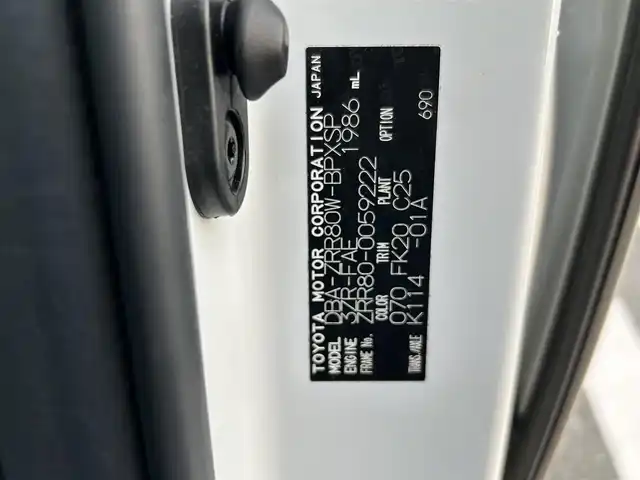 TOYOTA MOTOR CORPORATION JAPAN
MODEL DBA-ZRR80W-BPXSP
ENGINE 3ZR-FAE 1986 mL
FRAME No. ZRR80-0059222
COLOR TRIM PLANT OPTION
070 FK20 C25 690
TRANS/AXLE K114 -01A